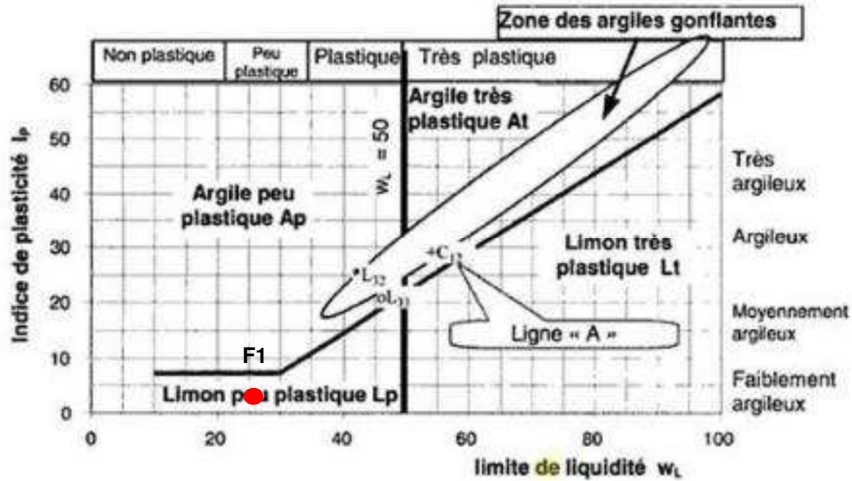 Zone des argiles gonflantes
Non plastique
Peu
plastique
Plastique
Très plastique
60
50
40
30
20
10
0
Indice de plasticité Ip
Argile très
plastique At
wL = 50
Argile peu
plastique Ap
Très
argileux
Argileux
Limon très
plastique Lt
+C12
*L32
oL31
Moyennement
argileux
Ligne « A »
F1
Limon peu plastique Lp
Faiblement
argileux
0
20
40
60
80
100
limite de liquidité wL